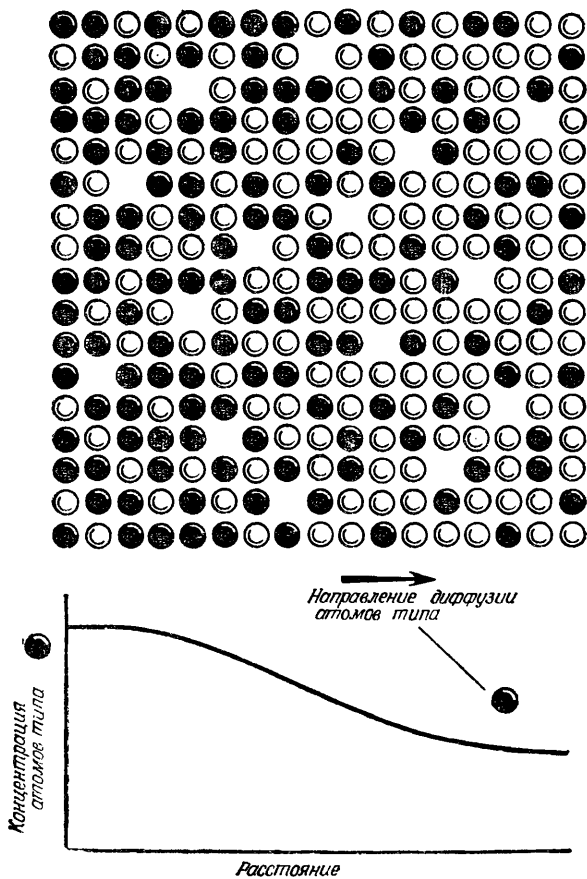 Направление диффузии
атомов типа
Концентрация
атомов типа
Расстояние